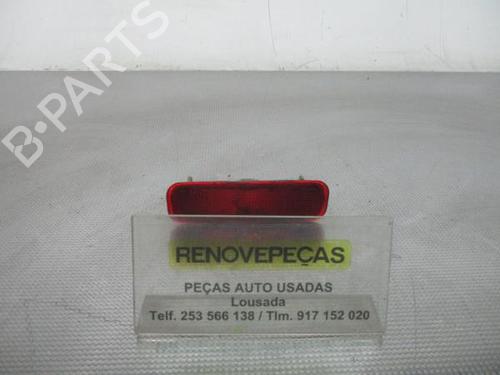 B-PARTS
RENOVEPEÇAS
PEÇAS AUTO USADAS
Lousada
Telf. 253 566 138 / Tlm. 917 152 020